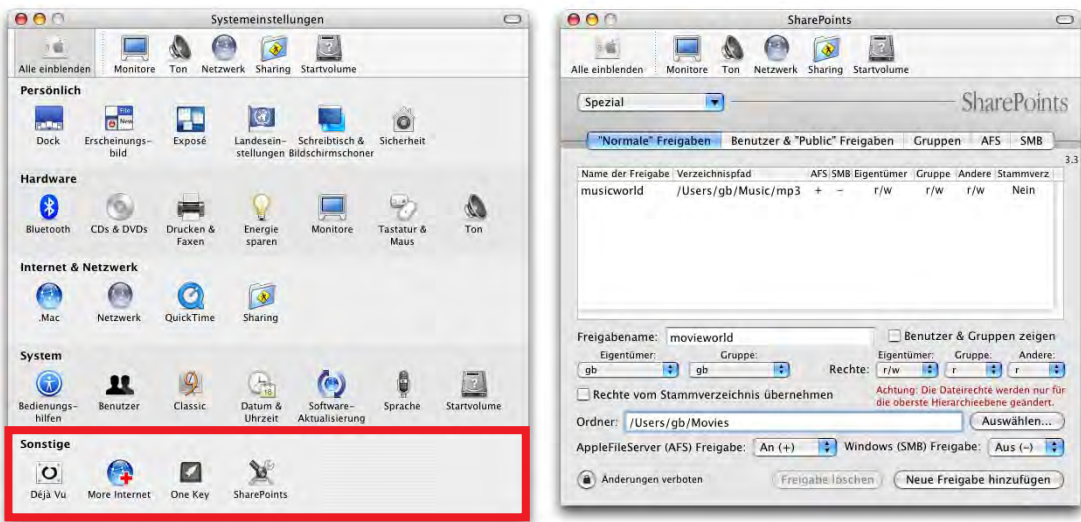 Systemeinstellungen
Alle einblenden Monitore Ton Netzwerk Sharing Startvolume
Persönlich
Dock Erscheinungs- Exposé Landesein- Schreibtisch & Sicherheit
bild stellungen Bildschirmschoner
Hardware
Bluetooth CDs & DVDs Drucken & Energie Monitore Tastatur & Ton
Faxen sparen Maus
Internet & Netzwerk
.Mac Netzwerk QuickTime Sharing
System
Bedienungs- Benutzer Classic Datum & Software- Sprache Startvolume
hilfen Uhrzeit Aktualisierung
Sonstige
Déjà Vu More Internet One Key SharePoints
SharePoints
Alle einblenden Monitore Ton Netzwerk Sharing Startvolume
Spezial SharePoints
"Normale" Freigaben Benutzer & "Public" Freigaben Gruppen AFS SMB
3.3
Name der Freigabe Verzeichnispfad AFS SMB Eigentümer Gruppe Andere Stammverz
musicworld /Users/gb/Music/mp3 + − r/w r/w r/w Nein
Freigabename: movieworld Benutzer & Gruppen zeigen
Eigentümer: Gruppe: Eigentümer: Gruppe: Andere:
gb gb Rechte: r/w r r
Rechte vom Stammverzeichnis übernehmen Achtung: Die Dateirechte werden nur für
die oberste Hierarchieebene geändert.
Ordner: /Users/gb/Movies Auswählen...
AppleFileServer (AFS) Freigabe: An (+) Windows (SMB) Freigabe: Aus (−)
Änderungen verboten Freigabe löschen Neue Freigabe hinzufügen